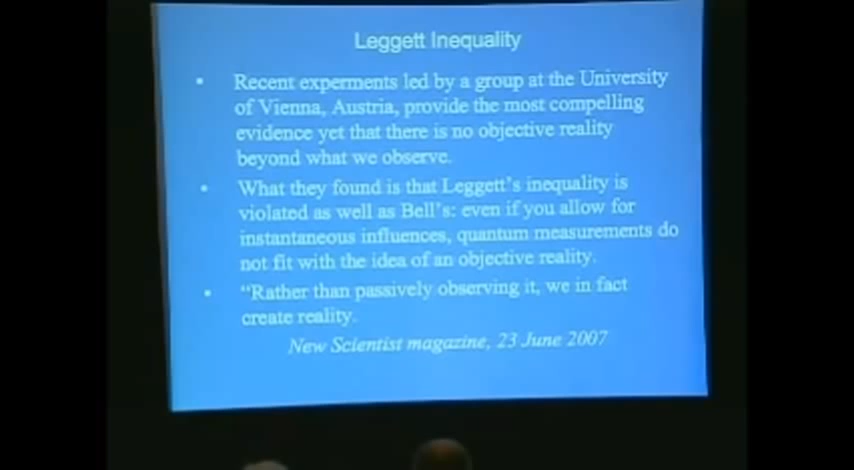 Leggett Inequality
• Recent experments led by a group at the University
of Vienna, Austria, provide the most compelling
evidence yet that there is no objective reality
beyond what we observe.
• What they found is that Leggett's inequality is
violated as well as Bell's: even if you allow for
instantaneous influences, quantum measurements do
not fit with the idea of an objective reality.
• “Rather than passively observing it, we in fact
create reality.
New Scientist magazine, 23 June 2007